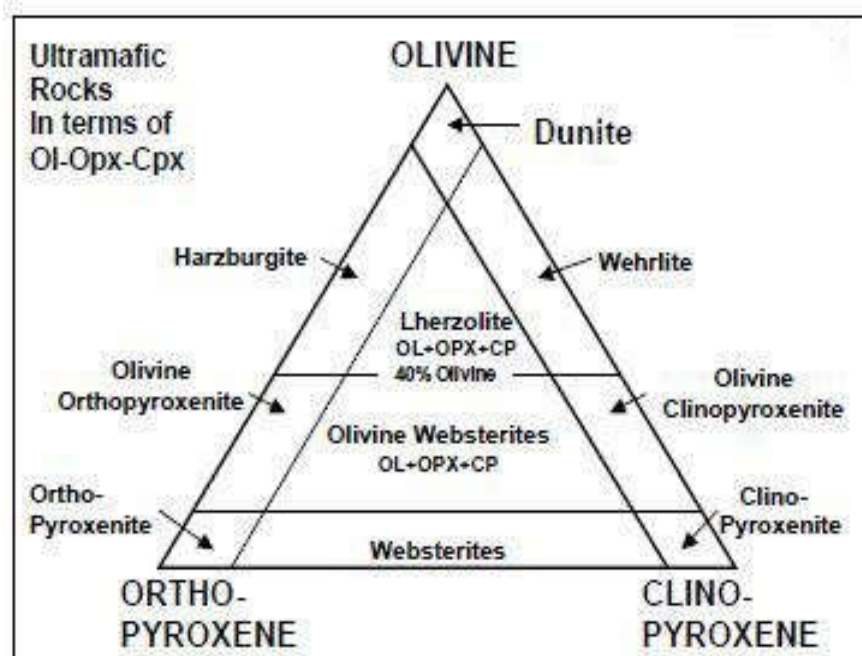 Ultramafic
Rocks
In terms of
Ol-Opx-Cpx
OLIVINE
Dunite
Harzburgite
Wehrlite
Lherzolite
OL+OPX+CP
40% Olivine
Olivine
Orthopyroxenite
Olivine
Clinopyroxenite
Olivine Websterites
OL+OPX+CP
Ortho-
Pyroxenite
Clino-
Pyroxenite
Websterites
ORTHO-
PYROXENE
CLINO-
PYROXENE